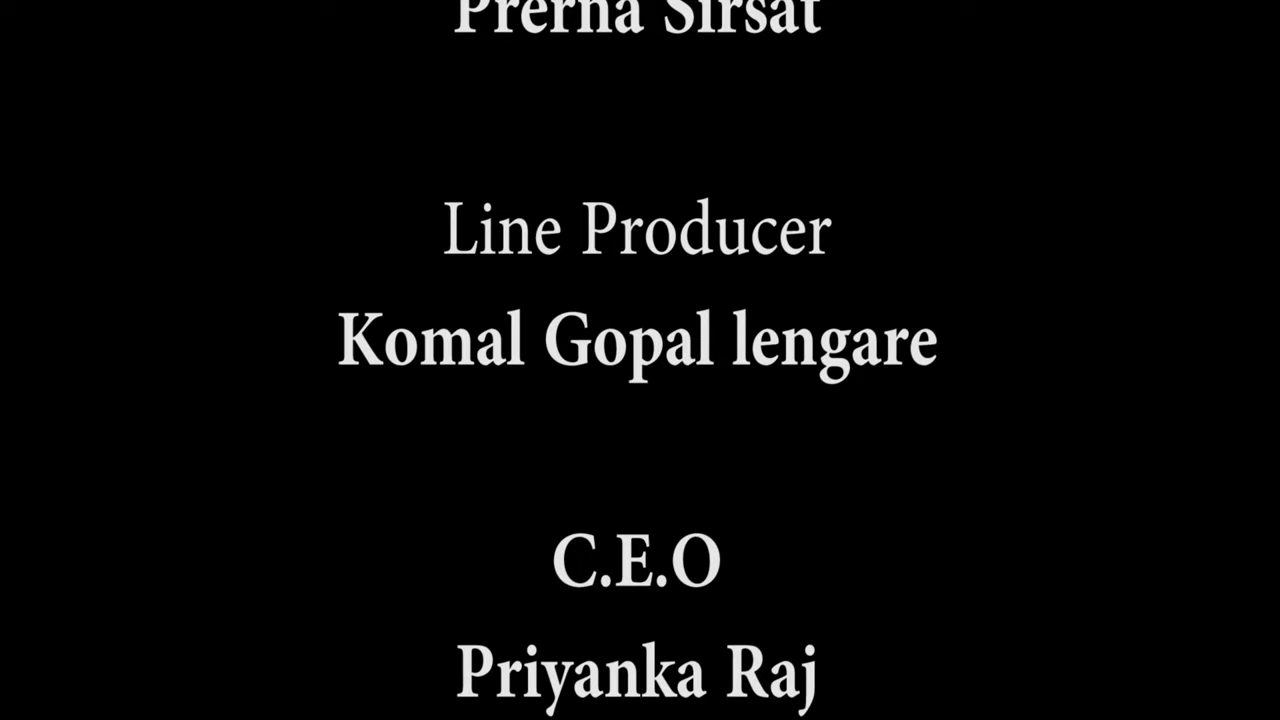 Prerna Sirsat
Line Producer
Komal Gopal lengare
C.E.O
Priyanka Raj